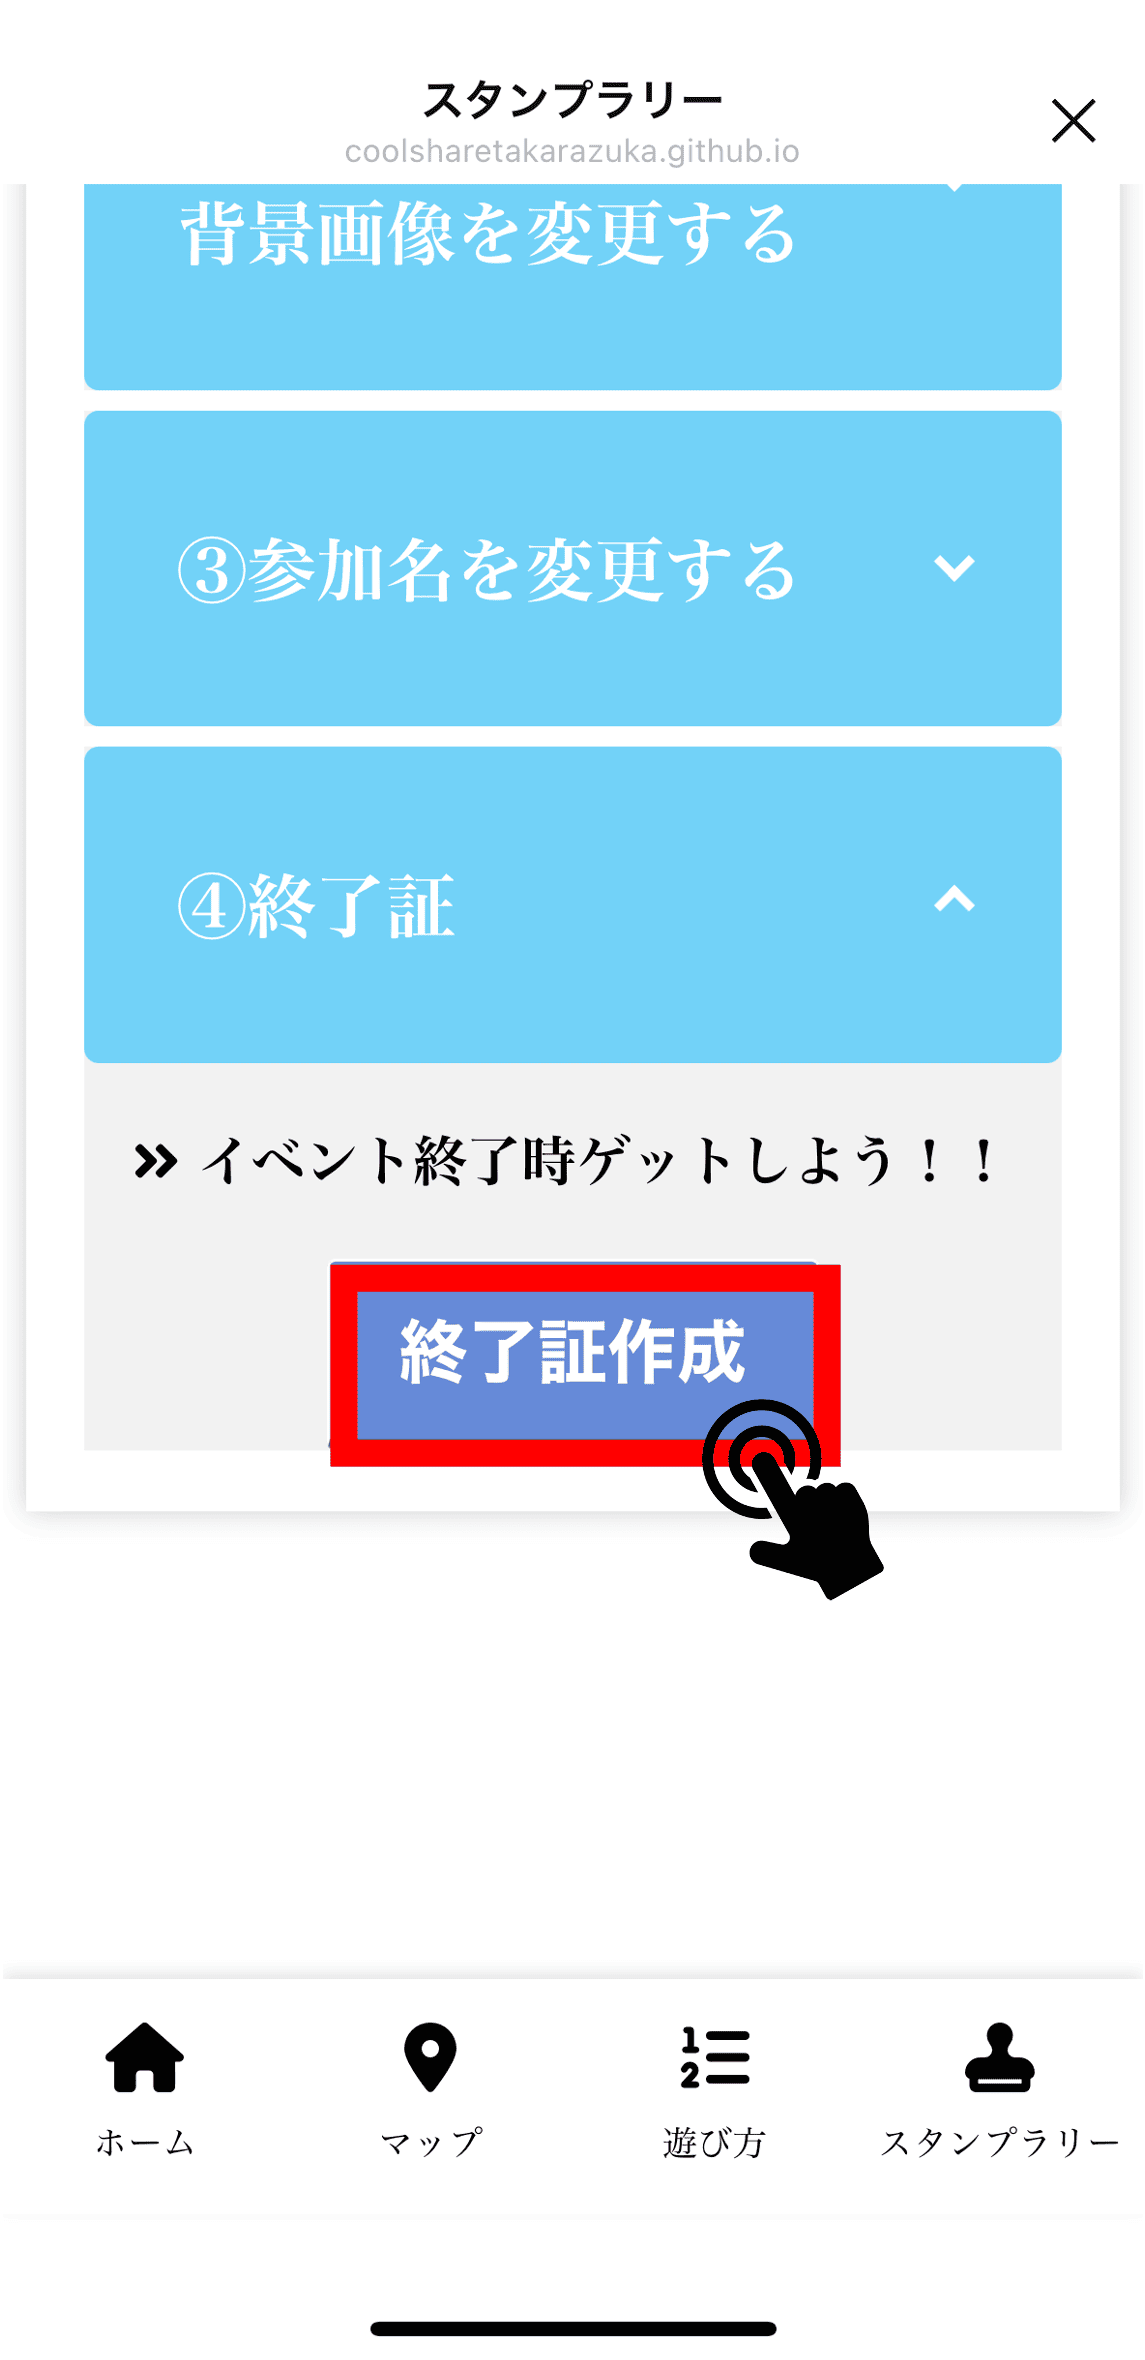 スタンプラリー
coolsharetakarazuka.github.io
背景画像を変更する
③参加名を変更する
④終了証
イベント終了時ゲットしよう！！
終了証作成
ホーム
マップ
遊び方
スタンプラリー